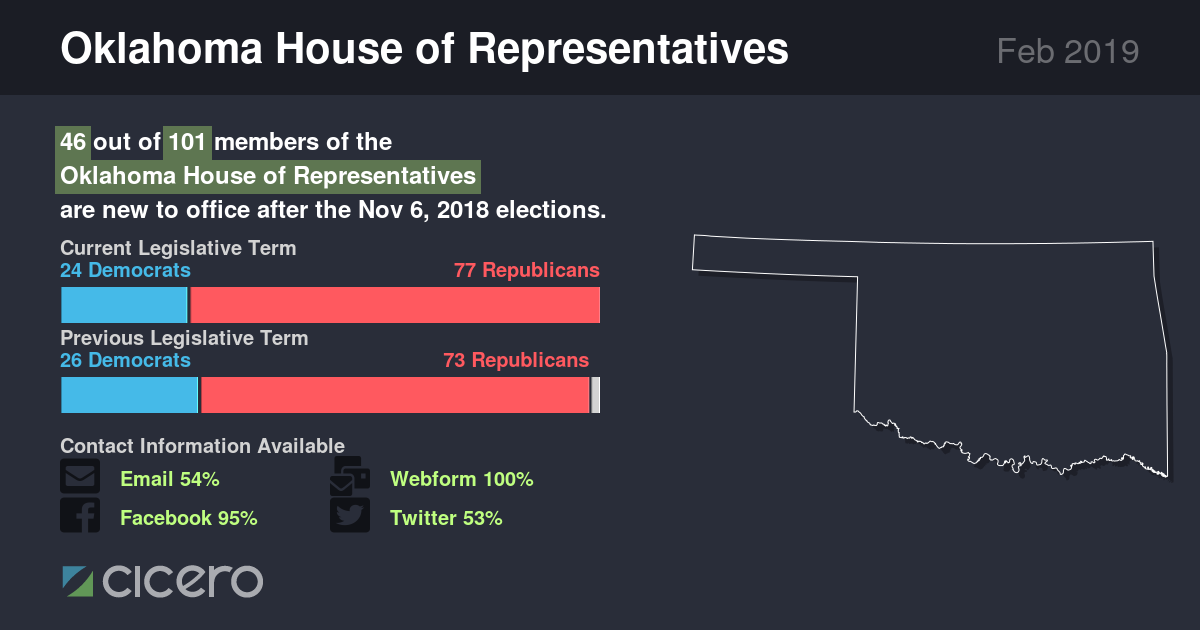 Oklahoma House of Representatives
Feb 2019
46 out of 101 members of the
Oklahoma House of Representatives
are new to office after the Nov 6, 2018 elections.
Current Legislative Term
24 Democrats 77 Republicans
Previous Legislative Term
26 Democrats 73 Republicans
Contact Information Available
Email 54% Webform 100%
Facebook 95% Twitter 53%
cicero